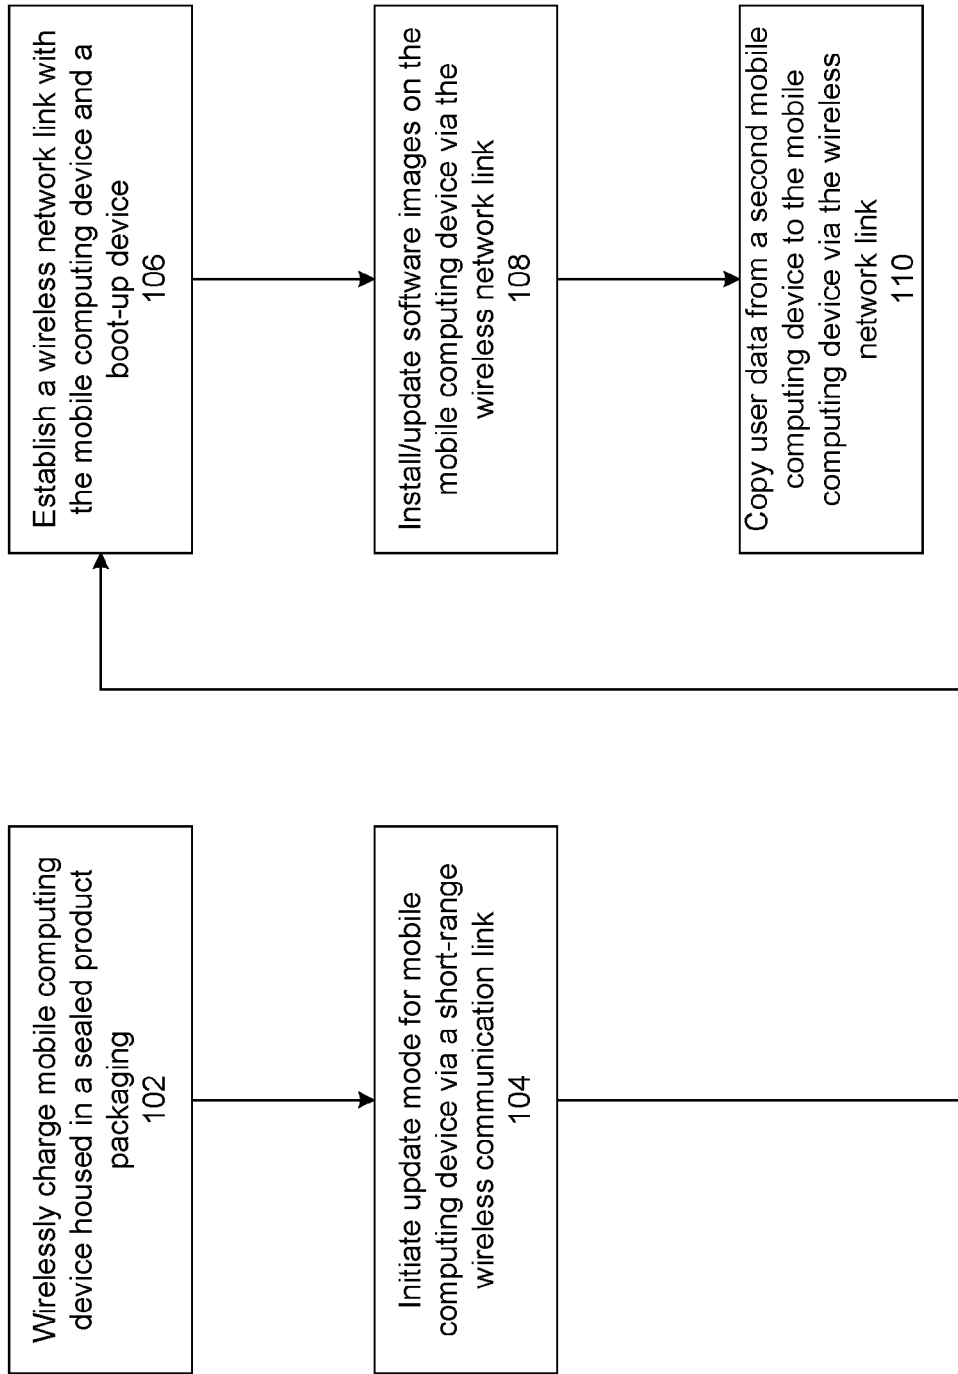 Wirelessly charge mobile computing
device housed in a sealed product
packaging
102
Initiate update mode for mobile
computing device via a short-range
wireless communication link
104
Establish a wireless network link with
the mobile computing device and a
boot-up device
106
Install/update software images on the
mobile computing device via the
wireless network link
108
Copy user data from a second mobile
computing device to the mobile
computing device via the wireless
network link
110